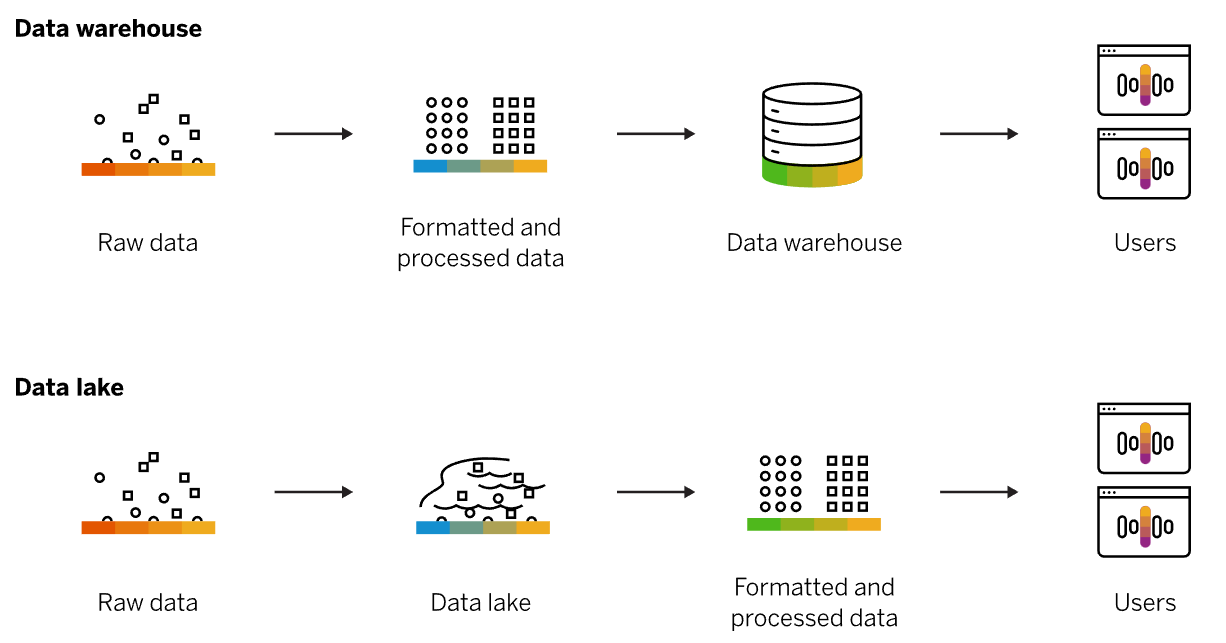 Data warehouse
Raw data
Formatted and
processed data
Data warehouse
Users
Data lake
Raw data
Data lake
Formatted and
processed data
Users